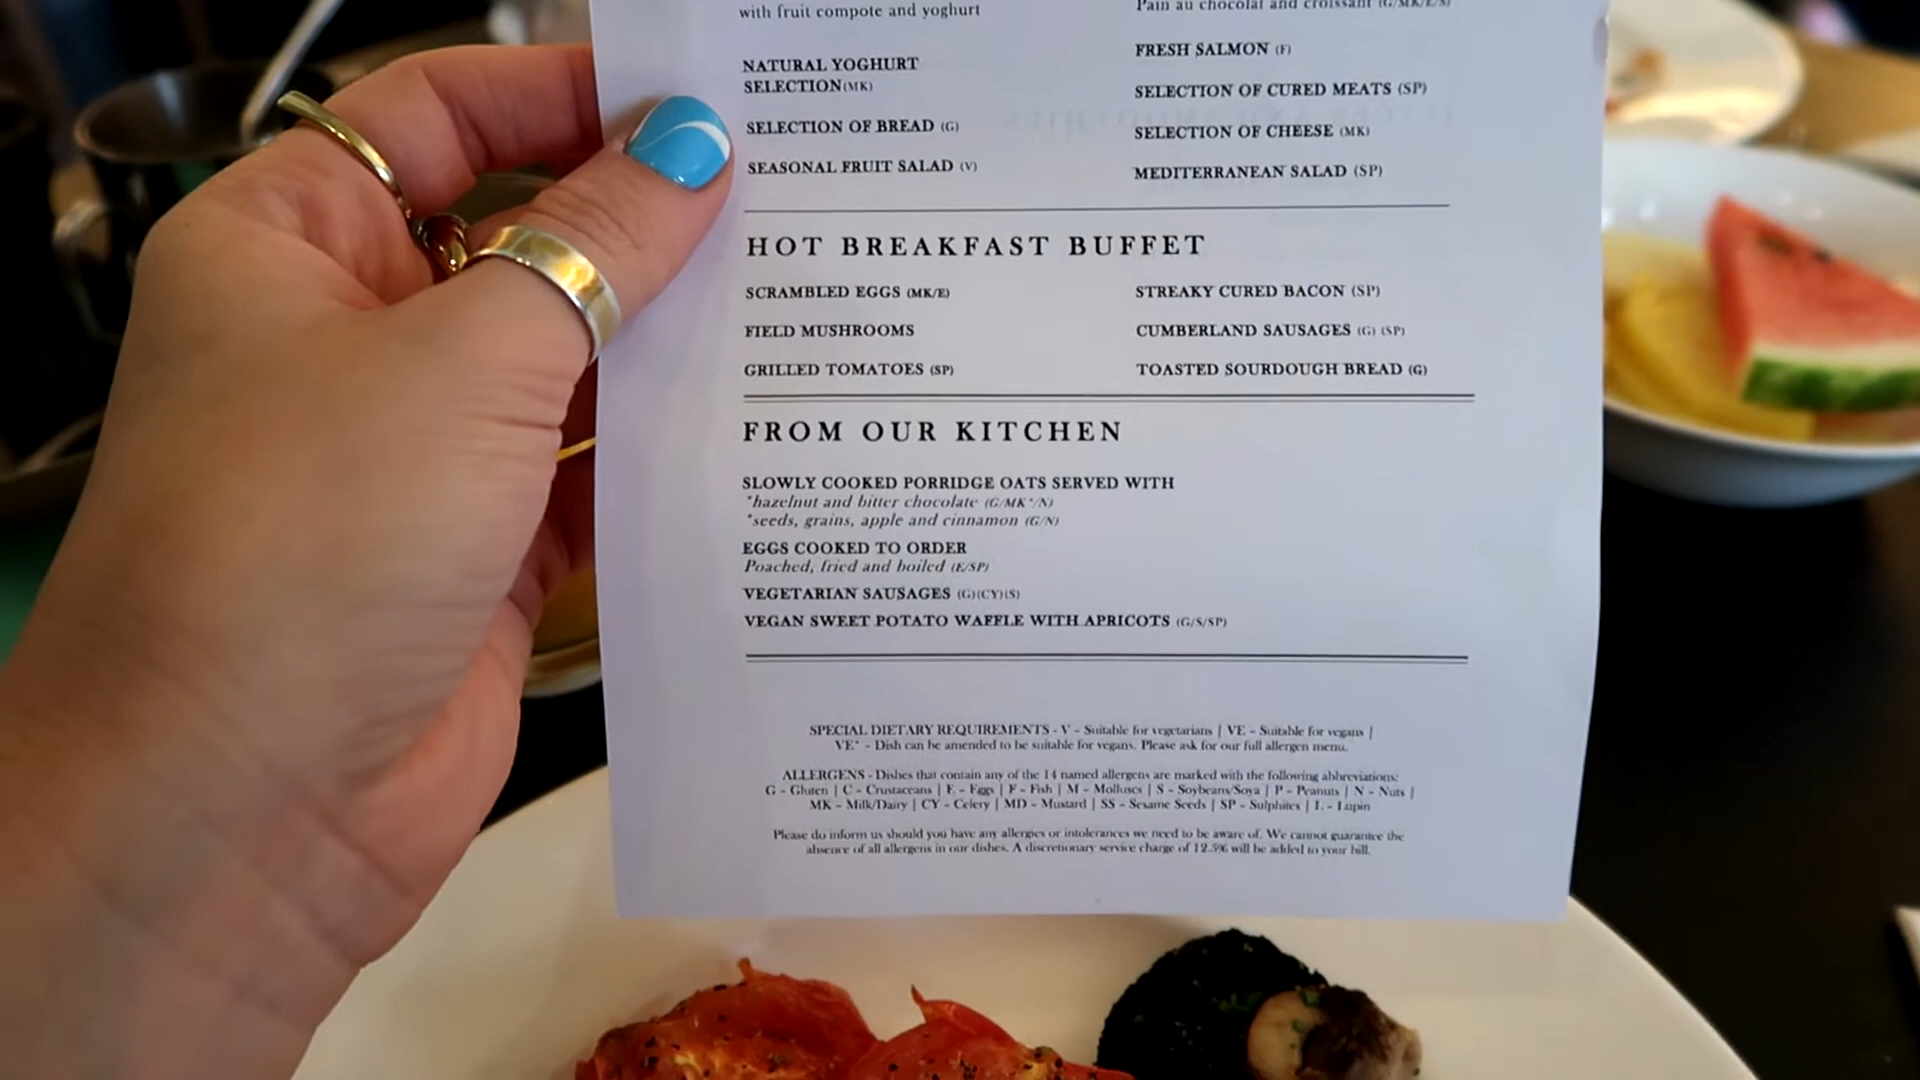 with fruit compote and yoghurt
NATURAL YOGHURT
SELECTION(MK)
SELECTION OF BREAD (G)
SEASONAL FRUIT SALAD (V)
Pain au chocolat and croissant (G/MK/E/S)
FRESH SALMON (F)
SELECTION OF CURED MEATS (SP)
SELECTION OF CHEESE (MK)
MEDITERRANEAN SALAD (SP)
HOT BREAKFAST BUFFET
SCRAMBLED EGGS (MK/E)
FIELD MUSHROOMS
GRILLED TOMATOES (SP)
STREAKY CURED BACON (SP)
CUMBERLAND SAUSAGES (G) (SP)
TOASTED SOURDOUGH BREAD (G)
FROM OUR KITCHEN
SLOWLY COOKED PORRIDGE OATS SERVED WITH
*hazelnut and bitter chocolate (G/MK*/N)
*seeds, grains, apple and cinnamon (G/N)
EGGS COOKED TO ORDER
Poached, fried and boiled (E/SP)
VEGETARIAN SAUSAGES (G)(CY)(S)
VEGAN SWEET POTATO WAFFLE WITH APRICOTS (G/S/SP)
SPECIAL DIETARY REQUIREMENTS - V - Suitable for vegetarians | VE - Suitable for vegans |
VE* - Dish can be amended to be suitable for vegans. Please ask for our full allergen menu.
ALLERGENS - Dishes that contain any of the 14 named allergens are marked with the following abbreviations:
G - Gluten | C - Crustaceans | E - Eggs | F - Fish | M - Molluscs | S - Soybeans/Soya | P - Peanuts | N - Nuts |
MK - Milk/Dairy | CY - Celery | MD - Mustard | SS - Sesame Seeds | SP - Sulphites | L - Lupin
Please do inform us should you have any allergies or intolerances we need to be aware of. We cannot guarantee the
absence of all allergens in our dishes. A discretionary service charge of 12.5% will be added to your bill.